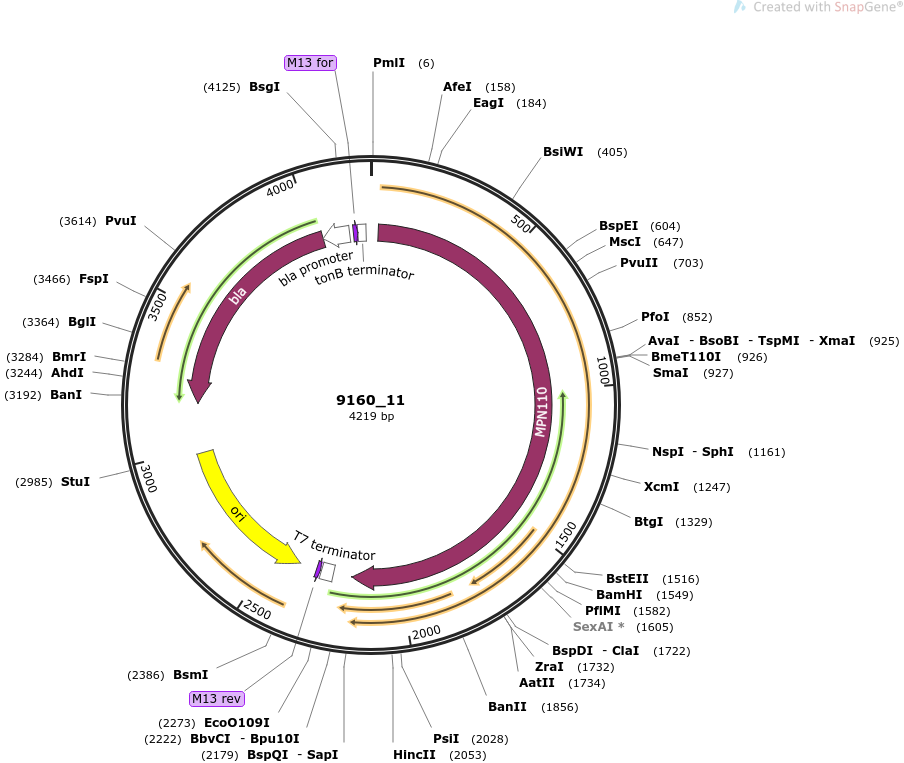 Created with SnapGene®
M13 for
PmlI (6)
(4125) BsgI
AfeI (158)
EagI (184)
BsiWI (405)
4000
500
(3614) PvuI
BspEI (604)
MscI (647)
PvuII (703)
bla promoter
tonB terminator
bla
(3466) FspI
3500
(3364) BglI
PfoI (852)
AvaI - BsoBI - TspMI - XmaI (925)
(3284) BmrI
BmeT110I (926)
1000
(3244) AhdI
SmaI (927)
(3192) BanI
9160_11
4219 bp
MPN110
NspI - SphI (1161)
3000
(2985) StuI
XcmI (1247)
ori
BtgI (1329)
1500
T7 terminator
BstEII (1516)
BamHI (1549)
2500
PflMI (1582)
SexAI * (1605)
2000
BspDI - ClaI (1722)
ZraI (1732)
(2386) BsmI
AatII (1734)
M13 rev
BanII (1856)
(2273) EcoO109I
(2222) BbvCI - Bpu10I
PsiI (2028)
(2179) BspQI - SapI
HincII (2053)